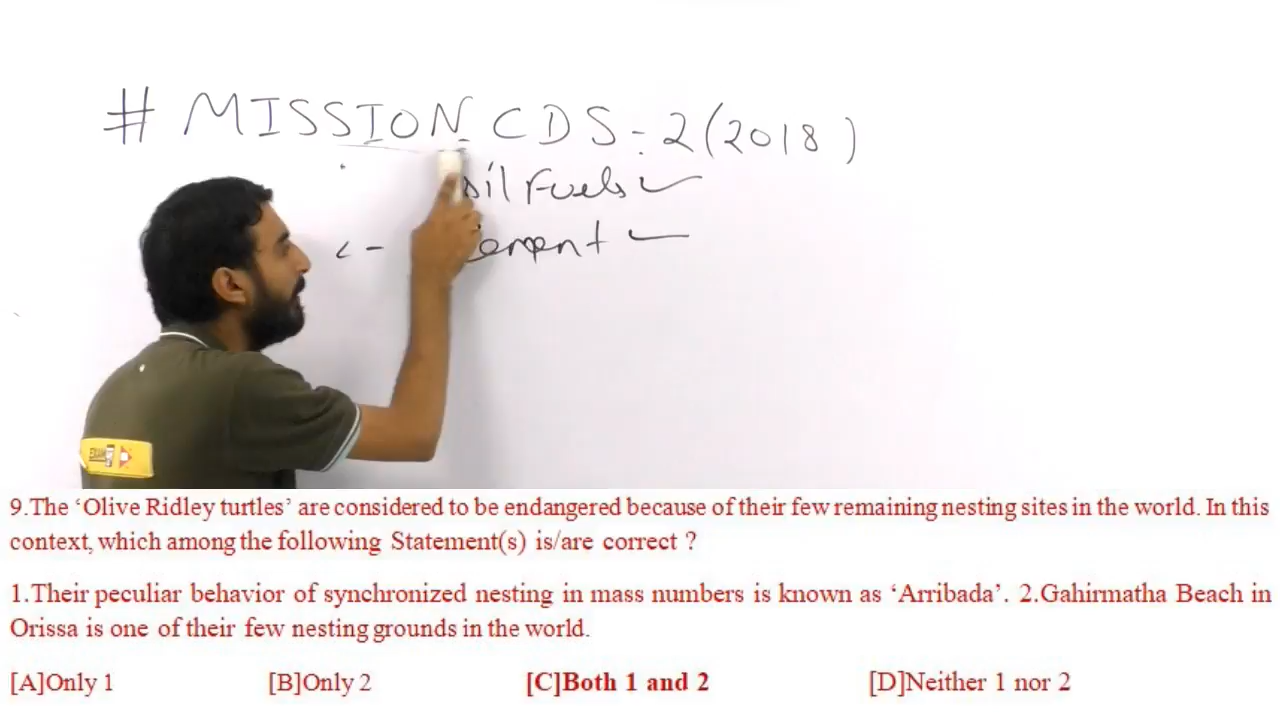 # MISSION CDS:2(2018)
Fuels
EXAM
9.The ‘Olive Ridley turtles’ are considered to be endangered because of their few remaining nesting sites in the world. In this
context, which among the following Statement(s) is/are correct ?
1.Their peculiar behavior of synchronized nesting in mass numbers is known as ‘Arribada’. 2.Gahirmatha Beach in
Orissa is one of their few nesting grounds in the world.
[A]Only 1 [B]Only 2 [C]Both 1 and 2 [D]Neither 1 nor 2